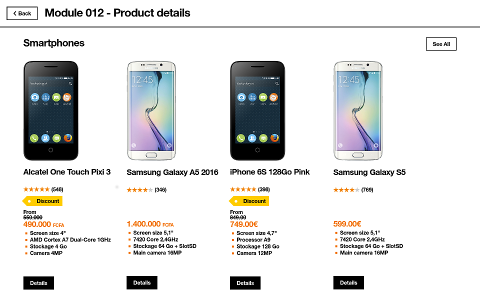 Back
Module 012 - Product details
Smartphones
See All
Alcatel One Touch Pixi 3
(548)
Discount
From
550.000
490.000 FCFA
Screen size 4"
AMD Cortex A7 Dual-Core 1GHz
Stockage 4 Go
Camera 4MP
Details
Samsung Galaxy A5 2016
(346)
1.400.000 FCFA
Screen size 5,1"
7420 Core 2,4GHz
Stockage 64 Go + SlotSD
Main camera 16MP
Details
iPhone 6S 128Go Pink
(398)
Discount
From
849.00
749.00€
Screen size 4,7"
Processor A9
Stockage 128 Go
Camera 12MP
Details
Samsung Galaxy S5
(769)
599.00€
Screen size 5,1"
7420 Core 2,4GHz
Stockage 64 Go + SlotSD
Main camera 16MP
Details